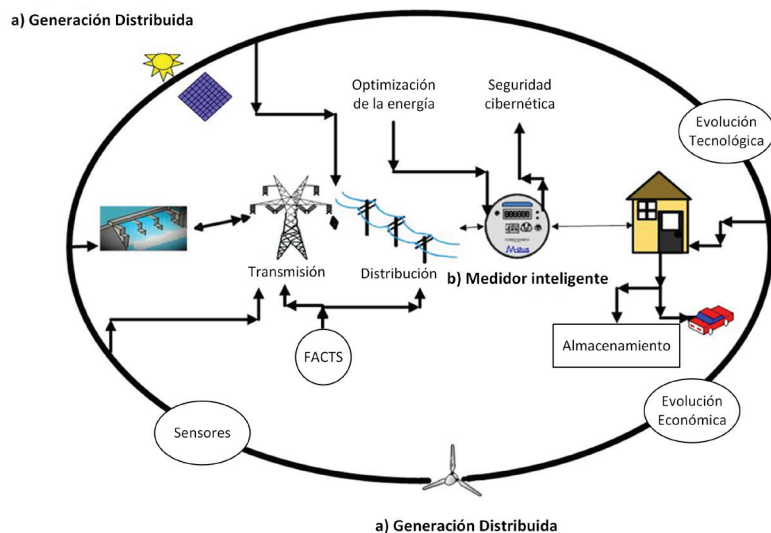 a) Generación Distribuida
Optimización
de la energía
Seguridad
cibernética
Evolución
Tecnológica
Transmisión
Distribución
b) Medidor inteligente
FACTS
Almacenamiento
Sensores
Evolución
Económica
a) Generación Distribuida